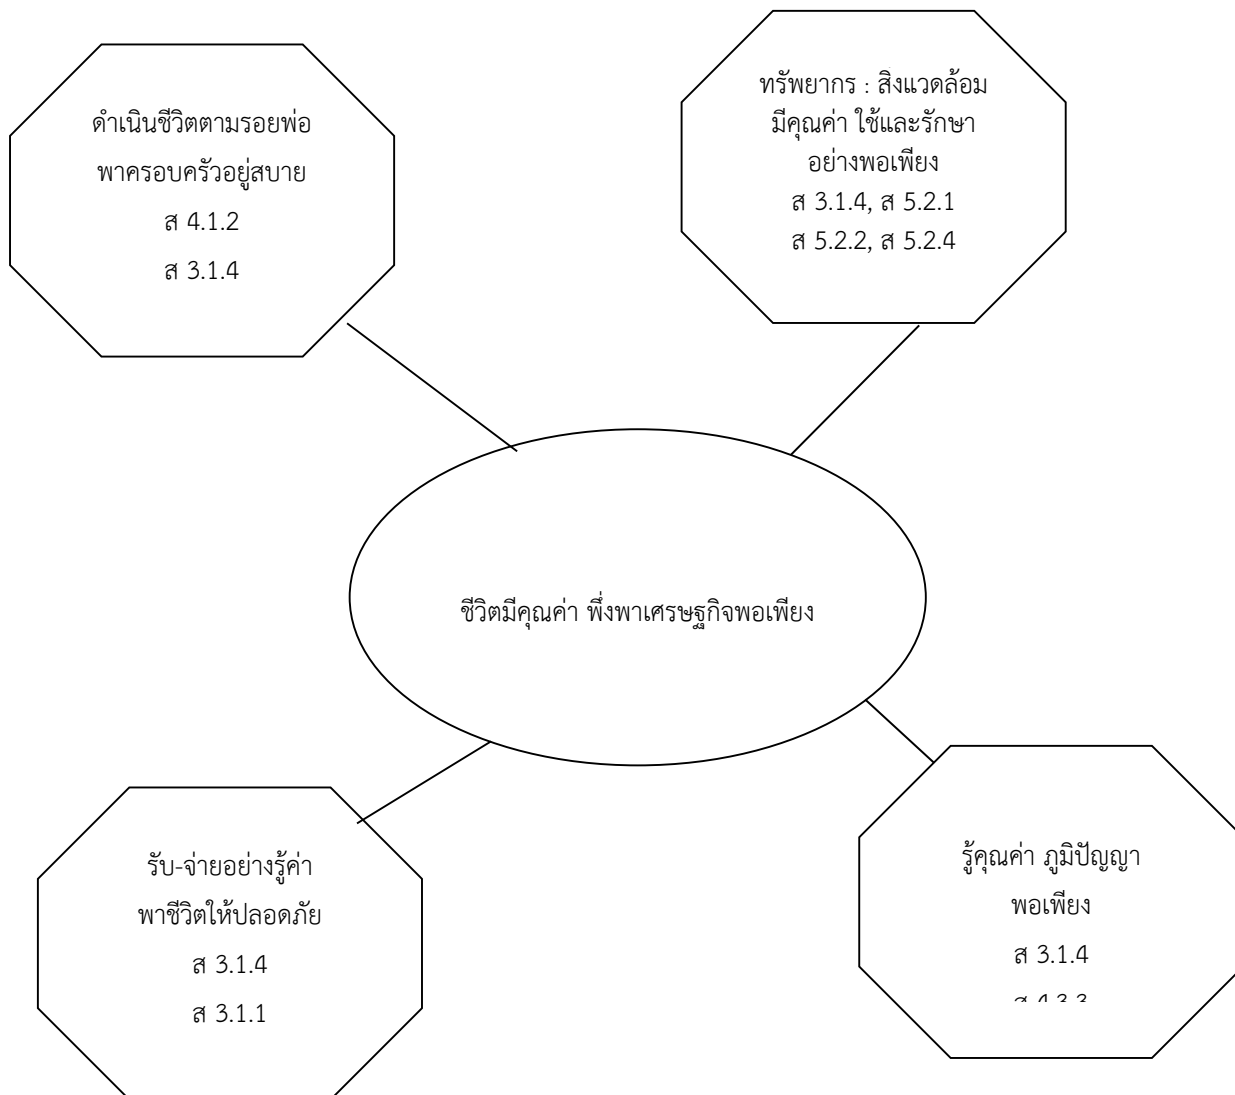 ดำเนินชีวิตตามรอยพ่อ
พาครอบครัวอยู่สบาย
ส 4.1.2
ส 3.1.4
ทรัพยากร : สิ่งแวดล้อม
มีคุณค่า ใช้และรักษา
อย่างพอเพียง
ส 3.1.4, ส 5.2.1
ส 5.2.2, ส 5.2.4
ชีวิตมีคุณค่า พึ่งพาเศรษฐกิจพอเพียง
รับ-จ่ายอย่างรู้ค่า
พาชีวิตให้ปลอดภัย
ส 3.1.4
ส 3.1.1
รู้คุณค่า ภูมิปัญญา
พอเพียง
ส 3.1.4